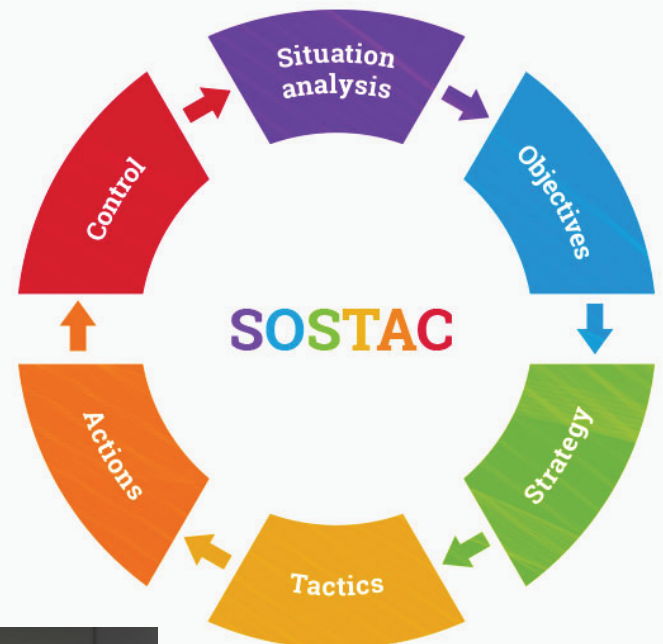 Situation
analysis
Objectives
Strategy
Tactics
Actions
Control
SOSTAC